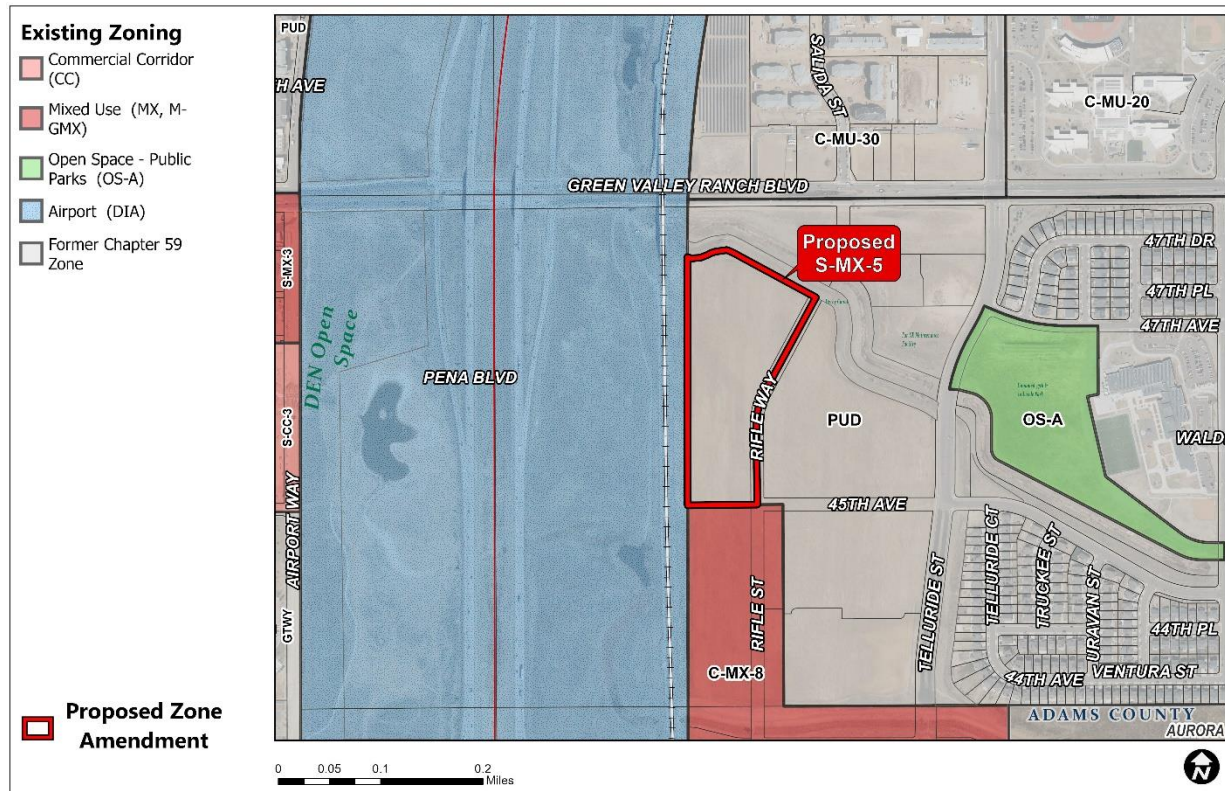 Existing Zoning
Commercial Corridor
(CC)
Mixed Use (MX, M-
GMX)
Open Space - Public
Parks (OS-A)
Airport (DIA)
Former Chapter 59
Zone
Proposed Zone
Amendment
PUD
TH AVE
SALIDA ST
C-MU-20
C-MU-30
GREEN VALLEY RANCH BLVD
S-MX-3
Proposed
S-MX-5
47TH DR
47TH PL
47TH AVE
DEN Open
Space
PENA BLVD
RIFLE WAY
PUD
OS-A
WALD
S-CC-3
AIRPORT WAY
45TH AVE
GTWY
RIFLE ST
TELLURIDE ST
TELLURIDE CT
TRUCKEE ST
URAVAN ST
44TH PL
C-MX-8
44TH AVE
VENTURA ST
ADAMS COUNTY
AURORA
0 0.05 0.1 0.2
Miles
N